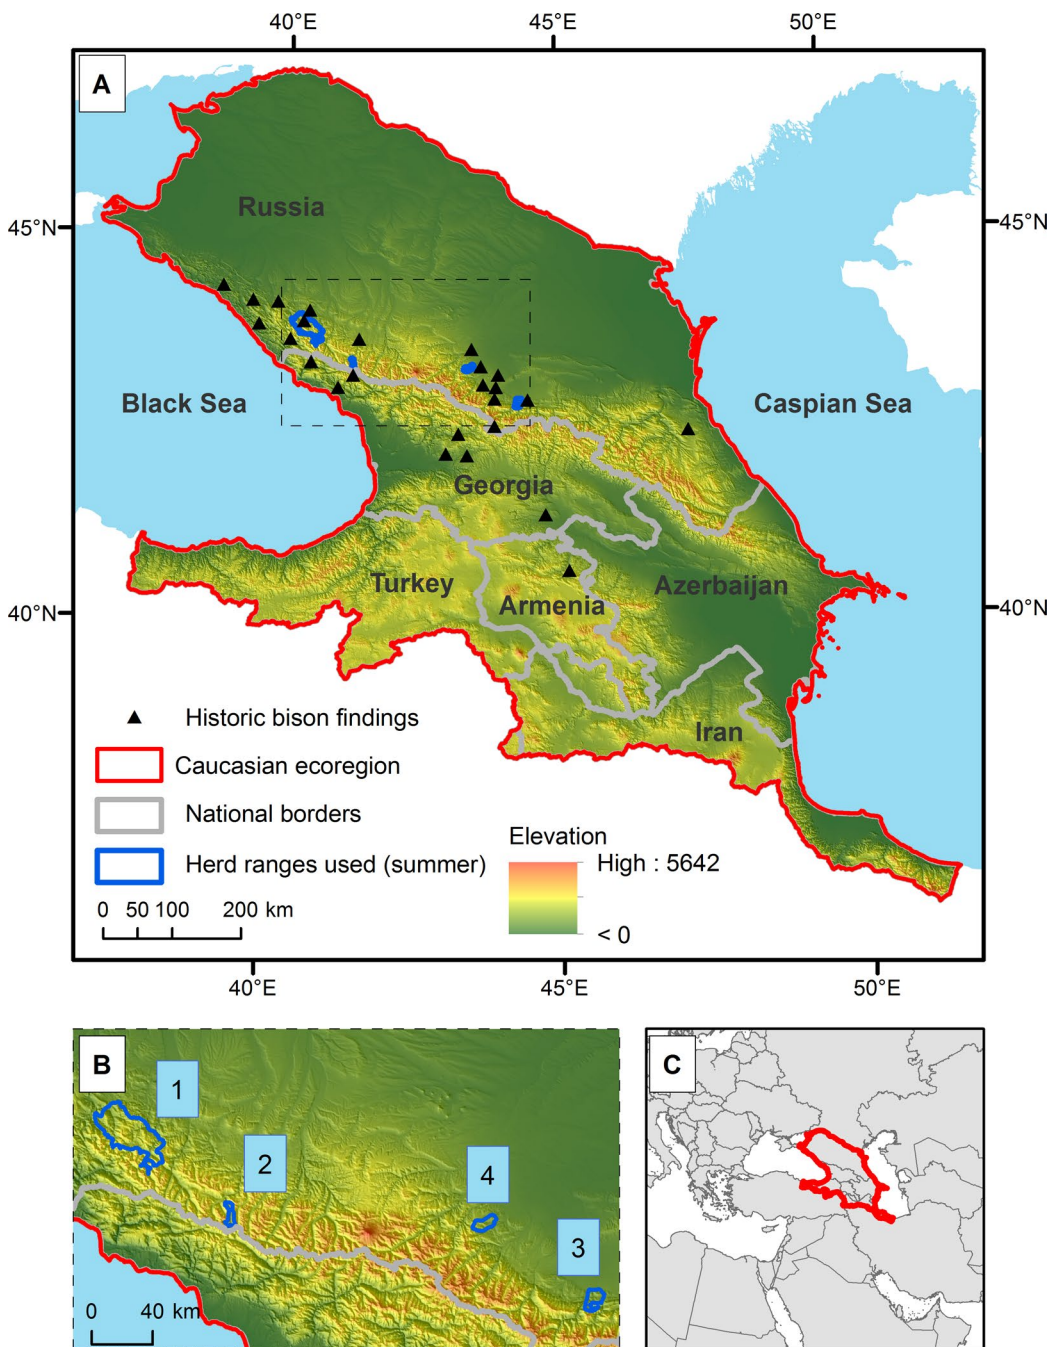 40°E 45°E 50°E
A
Russia
45°N 45°N
Black Sea Caspian Sea
Georgia
Turkey Azerbaijan
Armenia
40°N 40°N
Iran
Historic bison findings
Caucasian ecoregion
National borders
Herd ranges used (summer)
0 50 100 200 km
Elevation
High : 5642
< 0
40°E 45°E 50°E
B
1
2
4
3
0 40 km
C